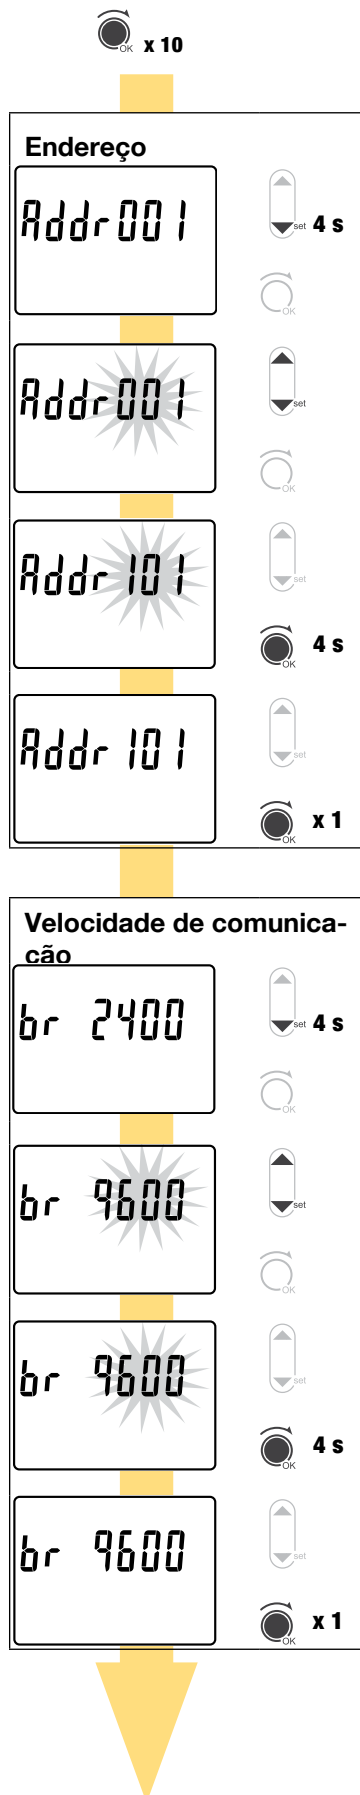 OK x 10
Endereço
Addr 001
set 4 s
OK
Addr 001
set
OK
Addr 101
set
OK 4 s
Addr 101
set
OK x 1
Velocidade de comunica-
cão
br 2400
set 4 s
OK
br 9600
set
OK
br 9600
set
OK 4 s
br 9600
set
OK x 1